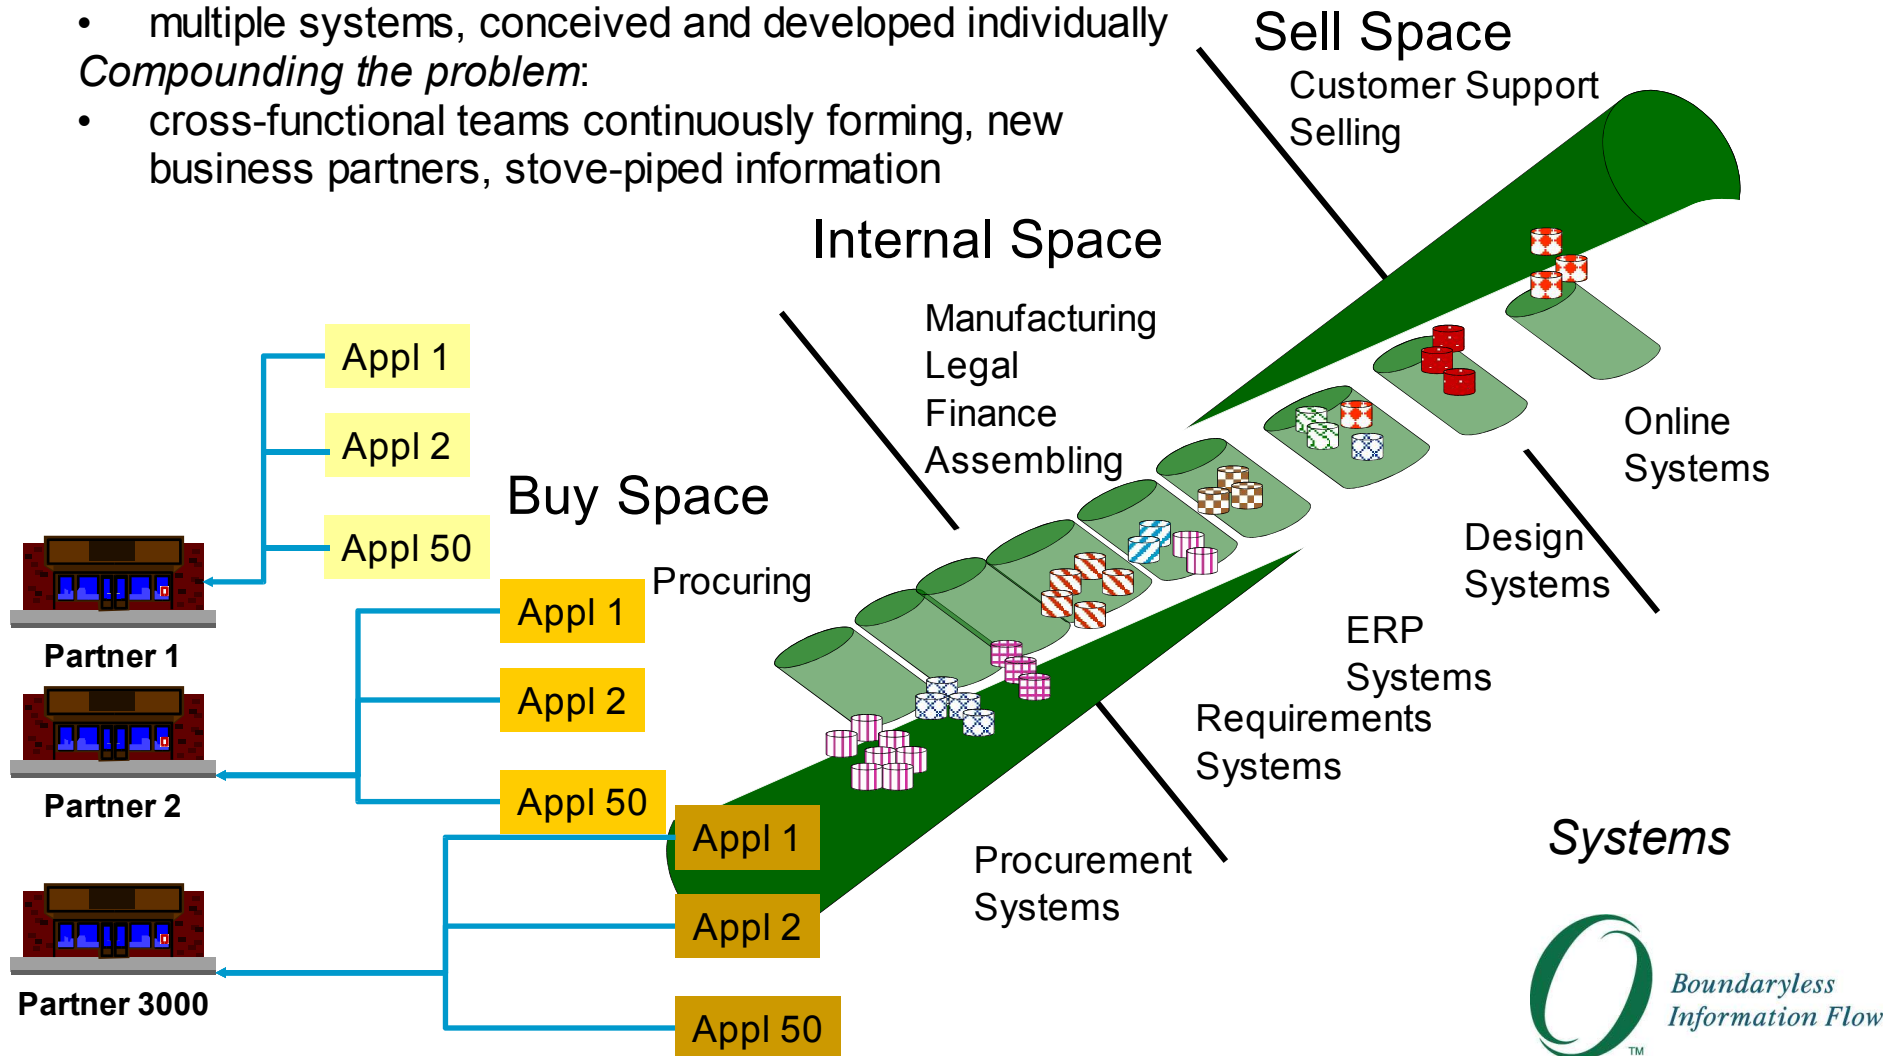 • multiple systems, conceived and developed individually
Compounding the problem:
• cross-functional teams continuously forming, new
business partners, stove-piped information
Sell Space
Customer Support
Selling
Internal Space
Manufacturing
Legal
Finance
Assembling
Buy Space
Procuring
Appl 1
Appl 2
Appl 50
Partner 1
Appl 1
Appl 2
Appl 50
Partner 2
Appl 1
Appl 2
Appl 50
Partner 3000
Online
Systems
Design
Systems
ERP
Systems
Requirements
Systems
Procurement
Systems
Systems
Boundaryless
Information Flow
TM